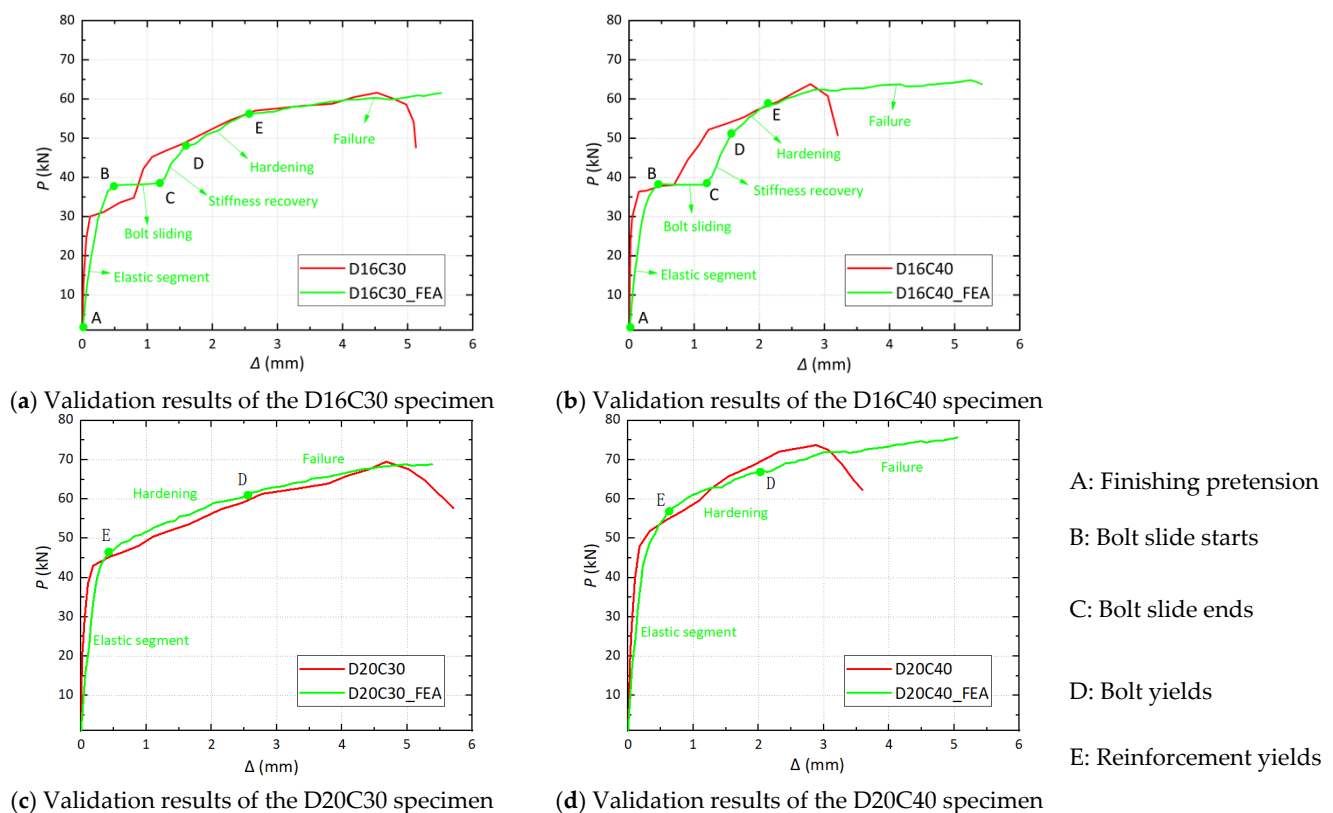 80
70
60
50
40
30
20
10
P (kN)
A
B
C
D
E
Elastic segment
Bolt sliding
Stiffness recovery
Hardening
Failure
D16C30
D16C30_FEA
0 1 2 3 4 5 6
Δ (mm)
(a) Validation results of the D16C30 specimen
80
70
60
50
40
30
20
10
P (kN)
A
B
C
D
E
Elastic segment
Bolt sliding
Stiffness recovery
Hardening
Failure
D16C40
D16C40_FEA
0 1 2 3 4 5 6
Δ (mm)
(b) Validation results of the D16C40 specimen
80
70
60
50
40
30
20
10
P (kN)
E
D
Elastic segment
Hardening
Failure
D20C30
D20C30_FEA
0 1 2 3 4 5 6
Δ (mm)
(c) Validation results of the D20C30 specimen
80
70
60
50
40
30
20
10
P (kN)
E
D
Elastic segment
Hardening
Failure
D20C40
D20C40_FEA
0 1 2 3 4 5 6
Δ (mm)
(d) Validation results of the D20C40 specimen
A: Finishing pretension
B: Bolt slide starts
C: Bolt slide ends
D: Bolt yields
E: Reinforcement yields